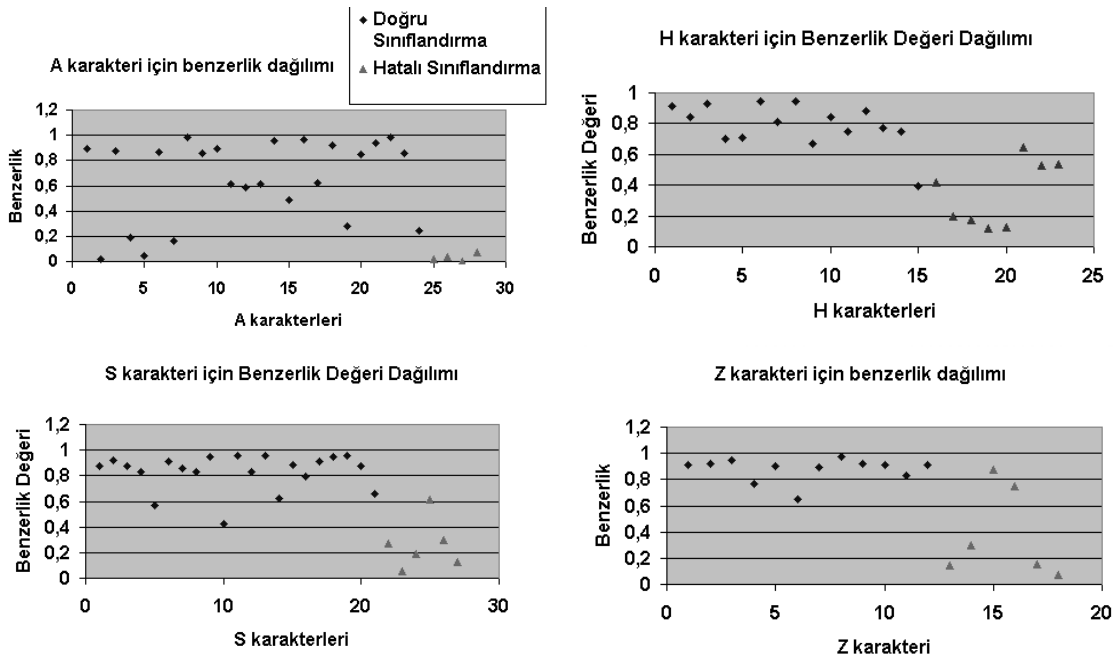 Doğru
Sınıflandırma
Hatalı Sınıflandırma
A karakteri için benzerlik dağılımı
1,2
1
0,8
0,6
0,4
0,2
0
Benzerlik
0 5 10 15 20 25 30
A karakterleri
H karakteri için Benzerlik Değeri Dağılımı
1
0,8
0,6
0,4
0,2
0
Benzerlik Değeri
0 5 10 15 20 25
H karakterleri
S karakteri için Benzerlik Değeri Dağılımı
1,2
1
0,8
0,6
0,4
0,2
0
Benzerlik Değeri
0 10 20 30
S karakterleri
Z karakteri için benzerlik dağılımı
1,2
1
0,8
0,6
0,4
0,2
0
Benzerlik
0 5 10 15 20
Z karakteri